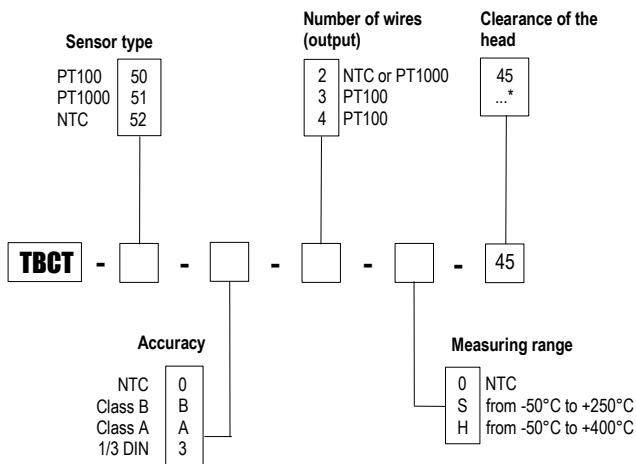 Sensor type
PT100 50
PT1000 51
NTC 52
Number of wires
(output)
2 NTC or PT1000
3 PT100
4 PT100
Clearance of the
head
45
...*
TBCT - - - - - 45
Accuracy
NTC 0
Class B B
Class A A
1/3 DIN 3
Measuring range
0 NTC
S from -50°C to +250°C
H from -50°C to +400°C